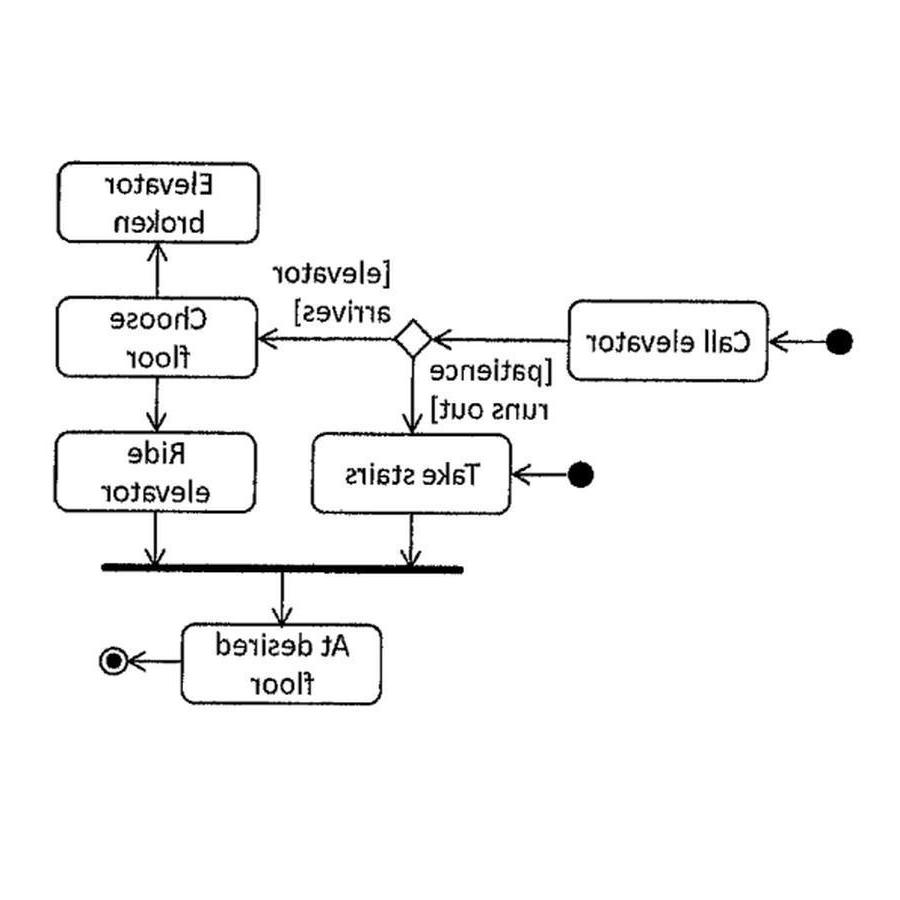 Elevator
broken
[elevator
arrives]
Choose
floor
Call elevator
[patience
runs out]
Ride
elevator
Take stairs
At desired
floor